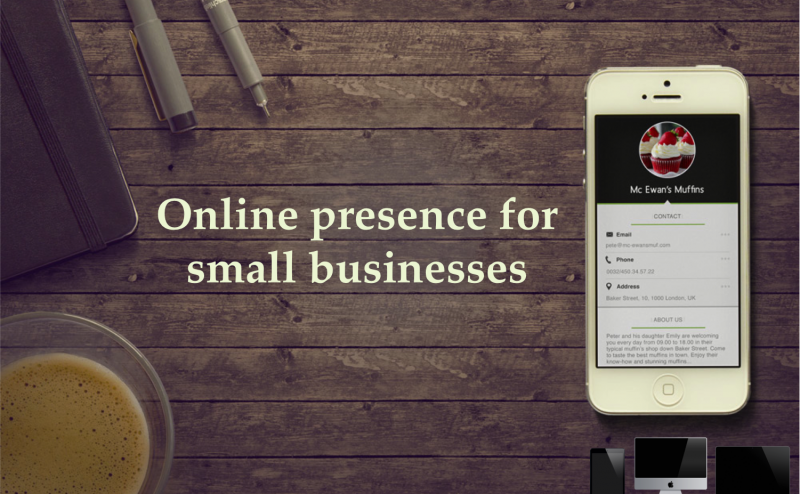 Online presence for
small businesses
Mc Ewan's Muffins
CONTACT
Email
peter@mc-ewansmuf.com
Phone
0032/460.34.57.20
Address
Baker Street, 10, 1000 London, UK
ABOUT US
Peter and his daughter Emily are welcoming
you every day from 09.00 to 18.00 in their
typical muffin's shop down Baker Street. Come
to taste the best muffins in town. Enjoy their
know-how and stunning muffins...